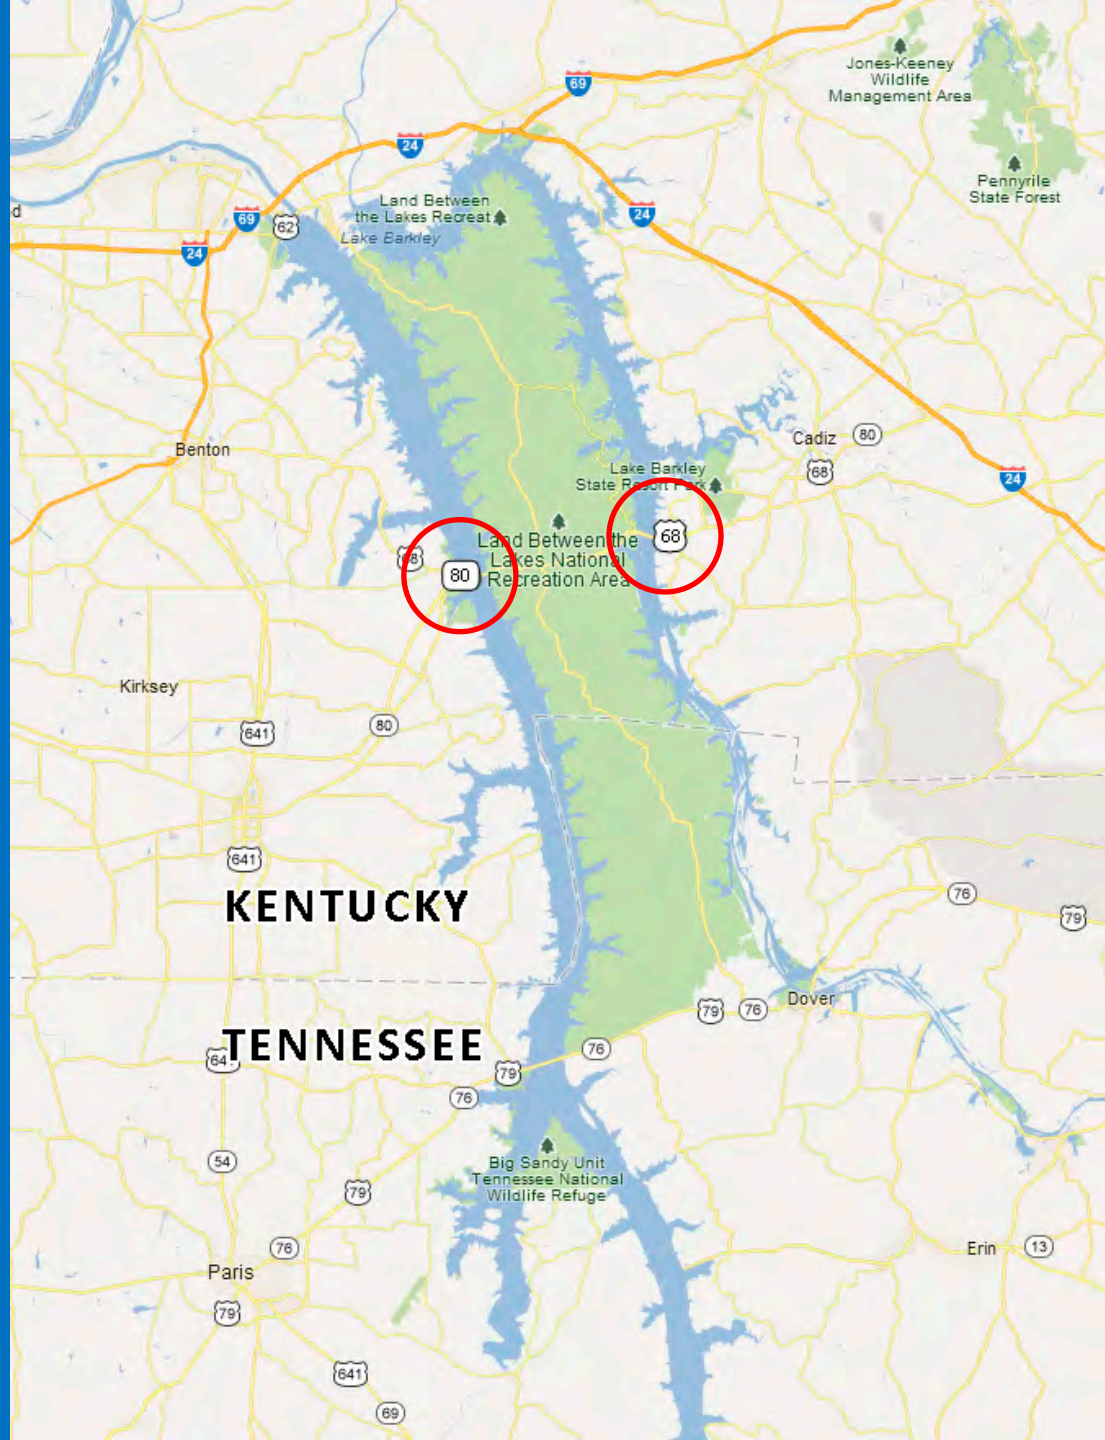 Jones-Keeney
Wildlife
Management Area
69
24
Pennyrile
State Forest
Land Between
the Lakes Recreat
d
69
62
24
Lake Barkley
24
Benton
Cadiz
80
Lake Barkley
State Resort Park
68
24
68
Land Between the
Lakes National
Recreation Area
68
80
Kirksey
80
641
641
76
79
KENTUCKY
Dover
79
76
TENNESSEE
641
76
79
76
Big Sandy Unit
Tennessee National
Wildlife Refuge
54
79
76
Erin
13
Paris
79
641
69